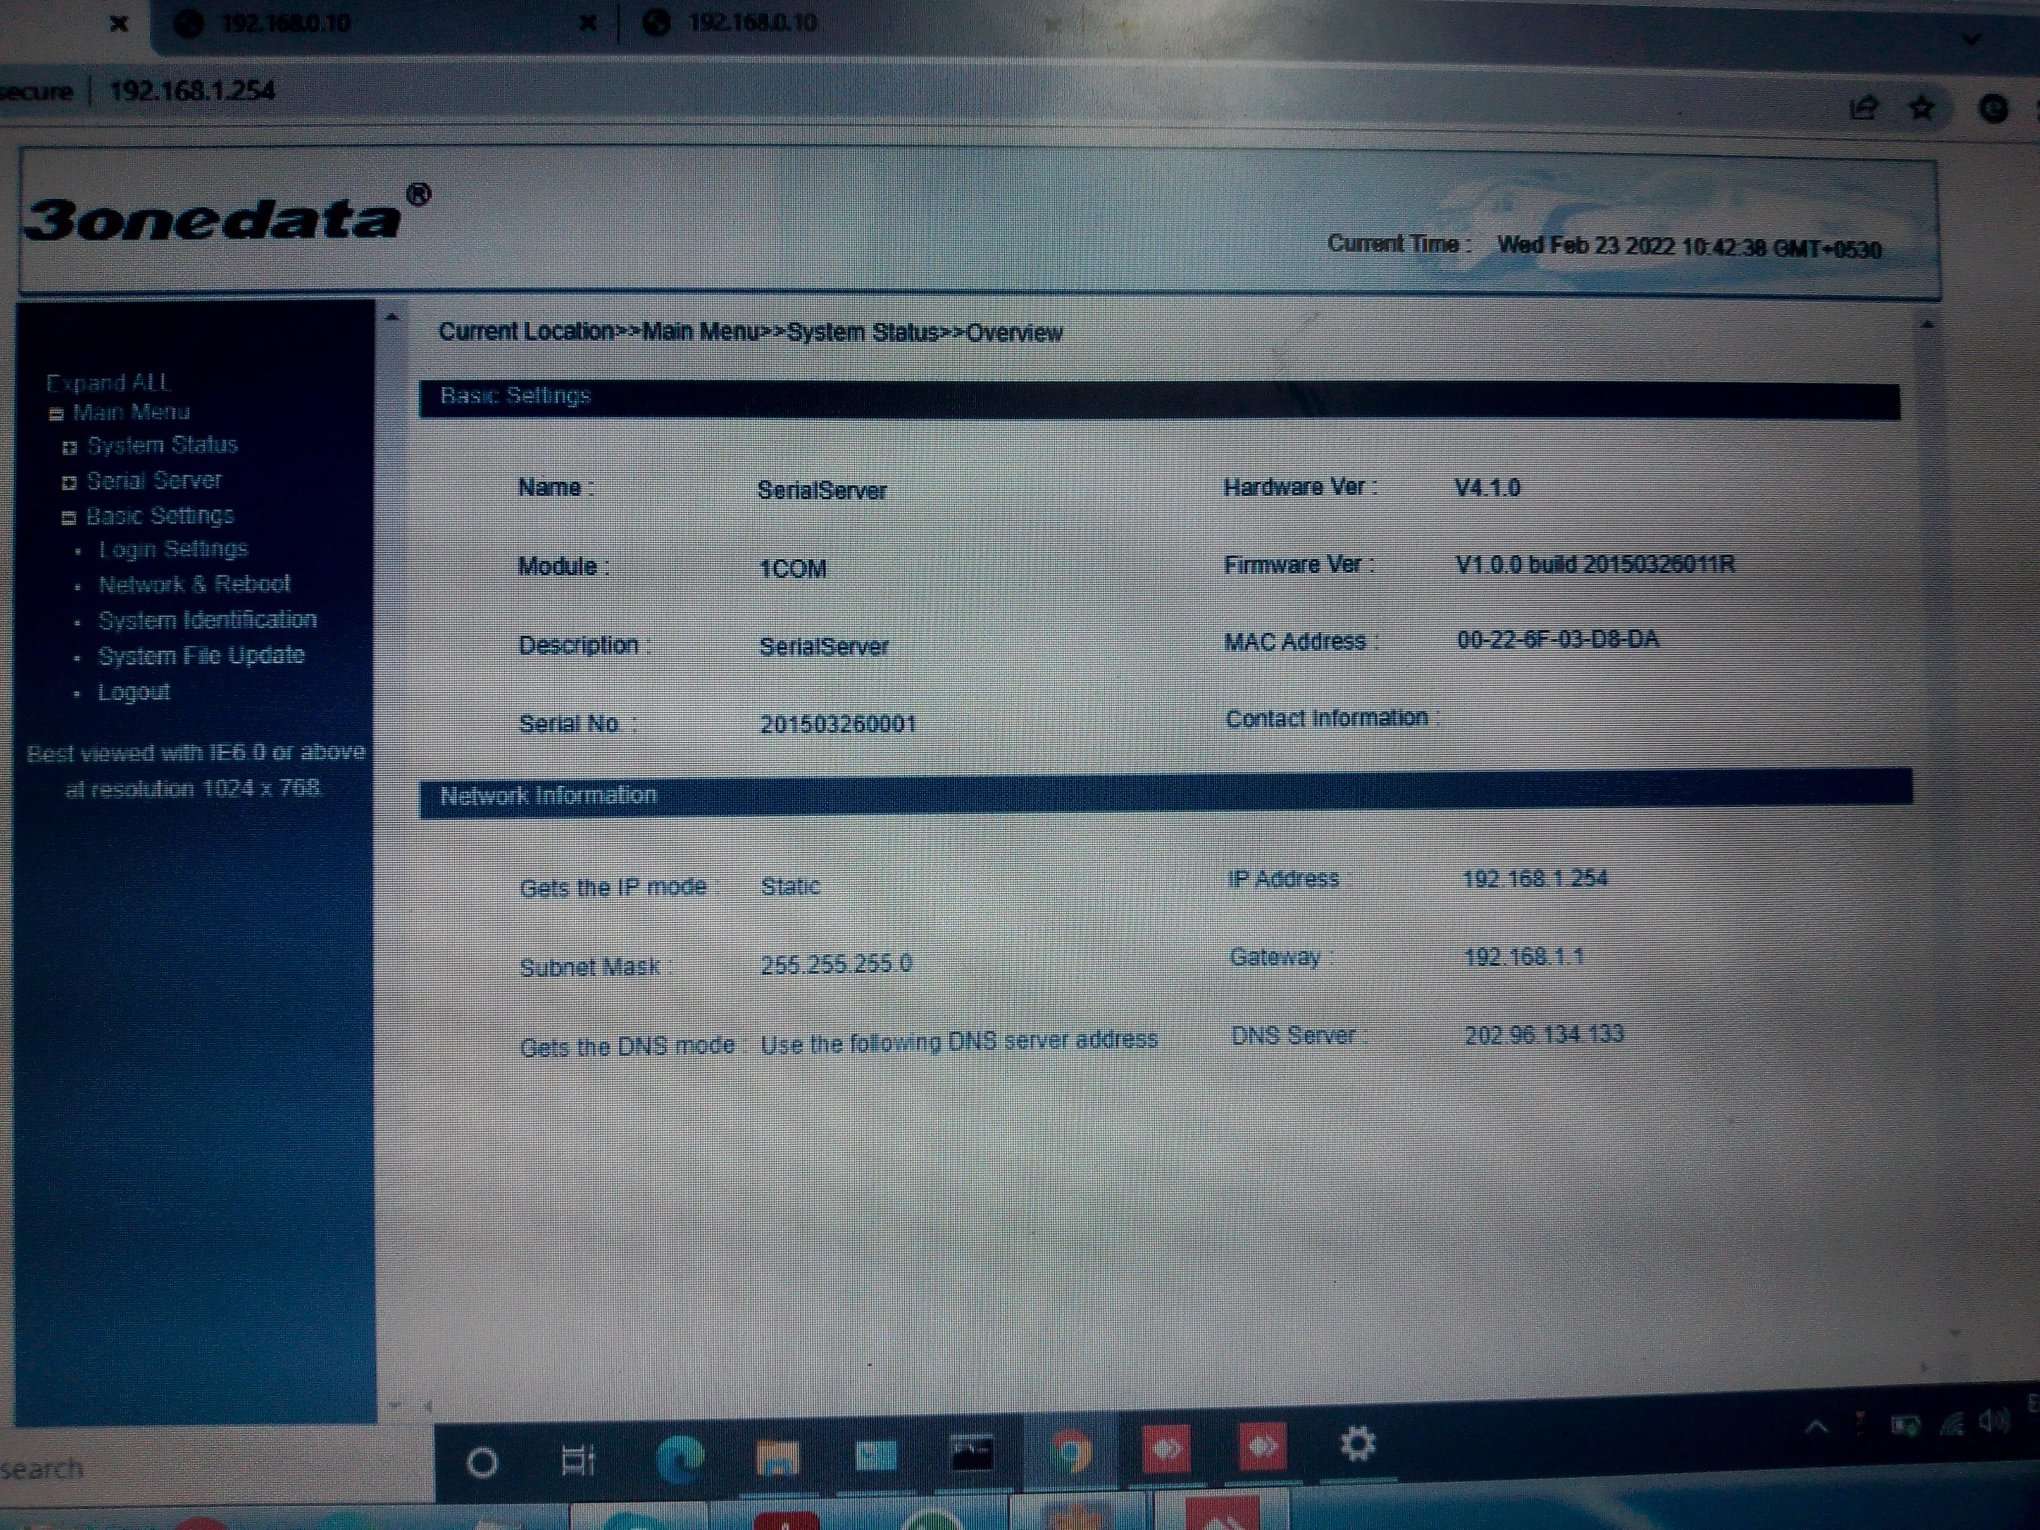 192.168.0.10
192.168.0.10
secure 192.168.1.254
3onedata®
Current Time : Wed Feb 23 2022 10:42:38 GMT+0530
Current Location>>Main Menu>>System Status>>Overview
Expand ALL
Main Menu
System Status
Serial Server
Basic Settings
Login Settings
Network & Reboot
System Identification
System File Update
Logout
Best viewed with IE6.0 or above
at resolution 1024 x 768.
Basic Settings
Name : SerialServer Hardware Ver : V4.1.0
Module : 1COM Firmware Ver : V1.0.0 build 20150326011R
Description : SerialServer MAC Address : 00-22-6F-03-D8-DA
Serial No. : 201503260001 Contact Information :
Network Information
Gets the IP mode : Static IP Address : 192.168.1.254
Subnet Mask : 255.255.255.0 Gateway : 192.168.1.1
Gets the DNS mode : Use the following DNS server address DNS Server : 202.96.134.133
search